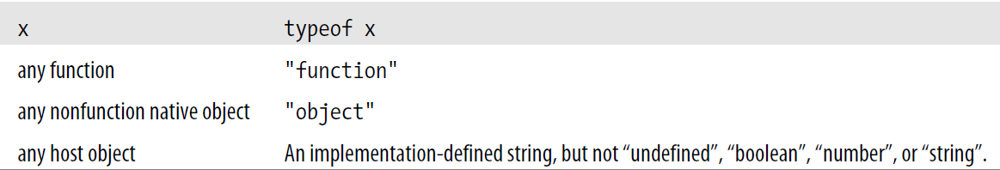 x typeof x
any function "function"
any nonfunction native object "object"
any host object An implementation-defined string, but not “undefined”, “boolean”, “number”, or “string”.